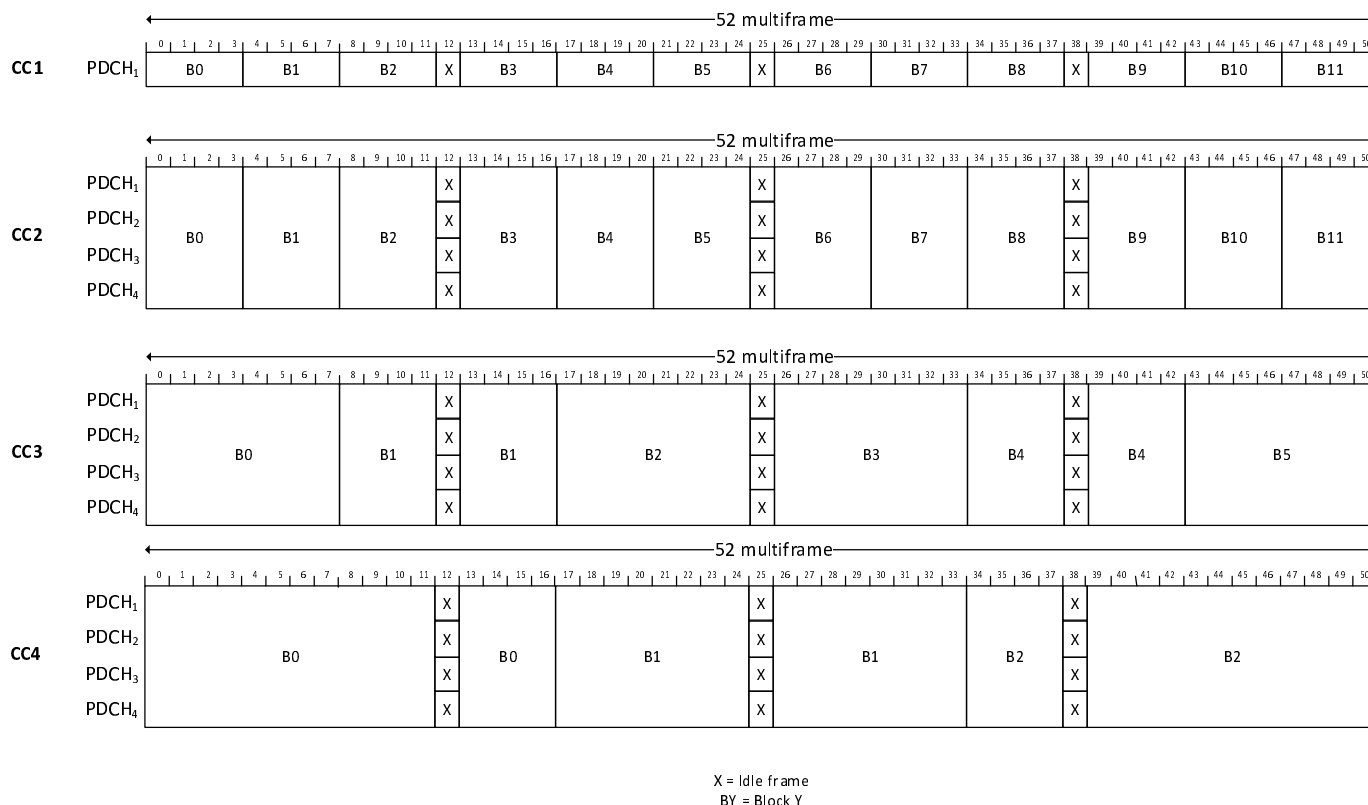 52 multiframe
0 1 2 3 4 5 6 7 8 9 10 11 12 13 14 15 16 17 18 19 20 21 22 23 24 25 26 27 28 29 30 31 32 33 34 35 36 37 38 39 40 41 42 43 44 45 46 47 48 49 50
CC1 PDCH₁ B0 B1 B2 X B3 B4 B5 X B6 B7 B8 X B9 B10 B11
52 multiframe
0 1 2 3 4 5 6 7 8 9 10 11 12 13 14 15 16 17 18 19 20 21 22 23 24 25 26 27 28 29 30 31 32 33 34 35 36 37 38 39 40 41 42 43 44 45 46 47 48 49 50
PDCH₁ X X X
PDCH₂ X X X
CC2 B0 B1 B2 B3 B4 B5 B6 B7 B8 B9 B10 B11
PDCH₃ X X X
PDCH₄ X X X
52 multiframe
0 1 2 3 4 5 6 7 8 9 10 11 12 13 14 15 16 17 18 19 20 21 22 23 24 25 26 27 28 29 30 31 32 33 34 35 36 37 38 39 40 41 42 43 44 45 46 47 48 49 50
PDCH₁ X X X
PDCH₂ X X X
CC3 B0 B1 B1 B2 B3 B4 B4 B5
PDCH₃ X X X
PDCH₄ X X X
52 multiframe
0 1 2 3 4 5 6 7 8 9 10 11 12 13 14 15 16 17 18 19 20 21 22 23 24 25 26 27 28 29 30 31 32 33 34 35 36 37 38 39 40 41 42 43 44 45 46 47 48 49 50
PDCH₁ X X X
PDCH₂ X X X
CC4 B0 B0 B1 B1 B2 B2
PDCH₃ X X X
PDCH₄ X X X
X = Idle frame
BY = Block Y